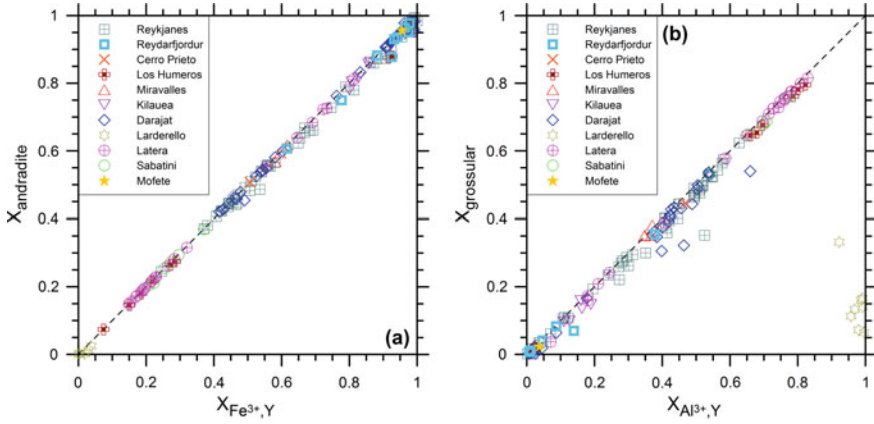 Reykjanes
Reydarfjordur
Cerro Prieto
Los Humeros
Miravalles
Kilauea
Darajat
Larderello
Latera
Sabatini
Mofete
(a)
1
0.8
0.6
0.4
0.2
0
0 0.2 0.4 0.6 0.8 1
Xandradite
XFe3+,Y
Reykjanes
Reydarfjordur
Cerro Prieto
Los Humeros
Miravalles
Kilauea
Darajat
Larderello
Latera
Sabatini
Mofete
(b)
1
0.8
0.6
0.4
0.2
0
0 0.2 0.4 0.6 0.8 1
Xgrossular
XAl3+,Y